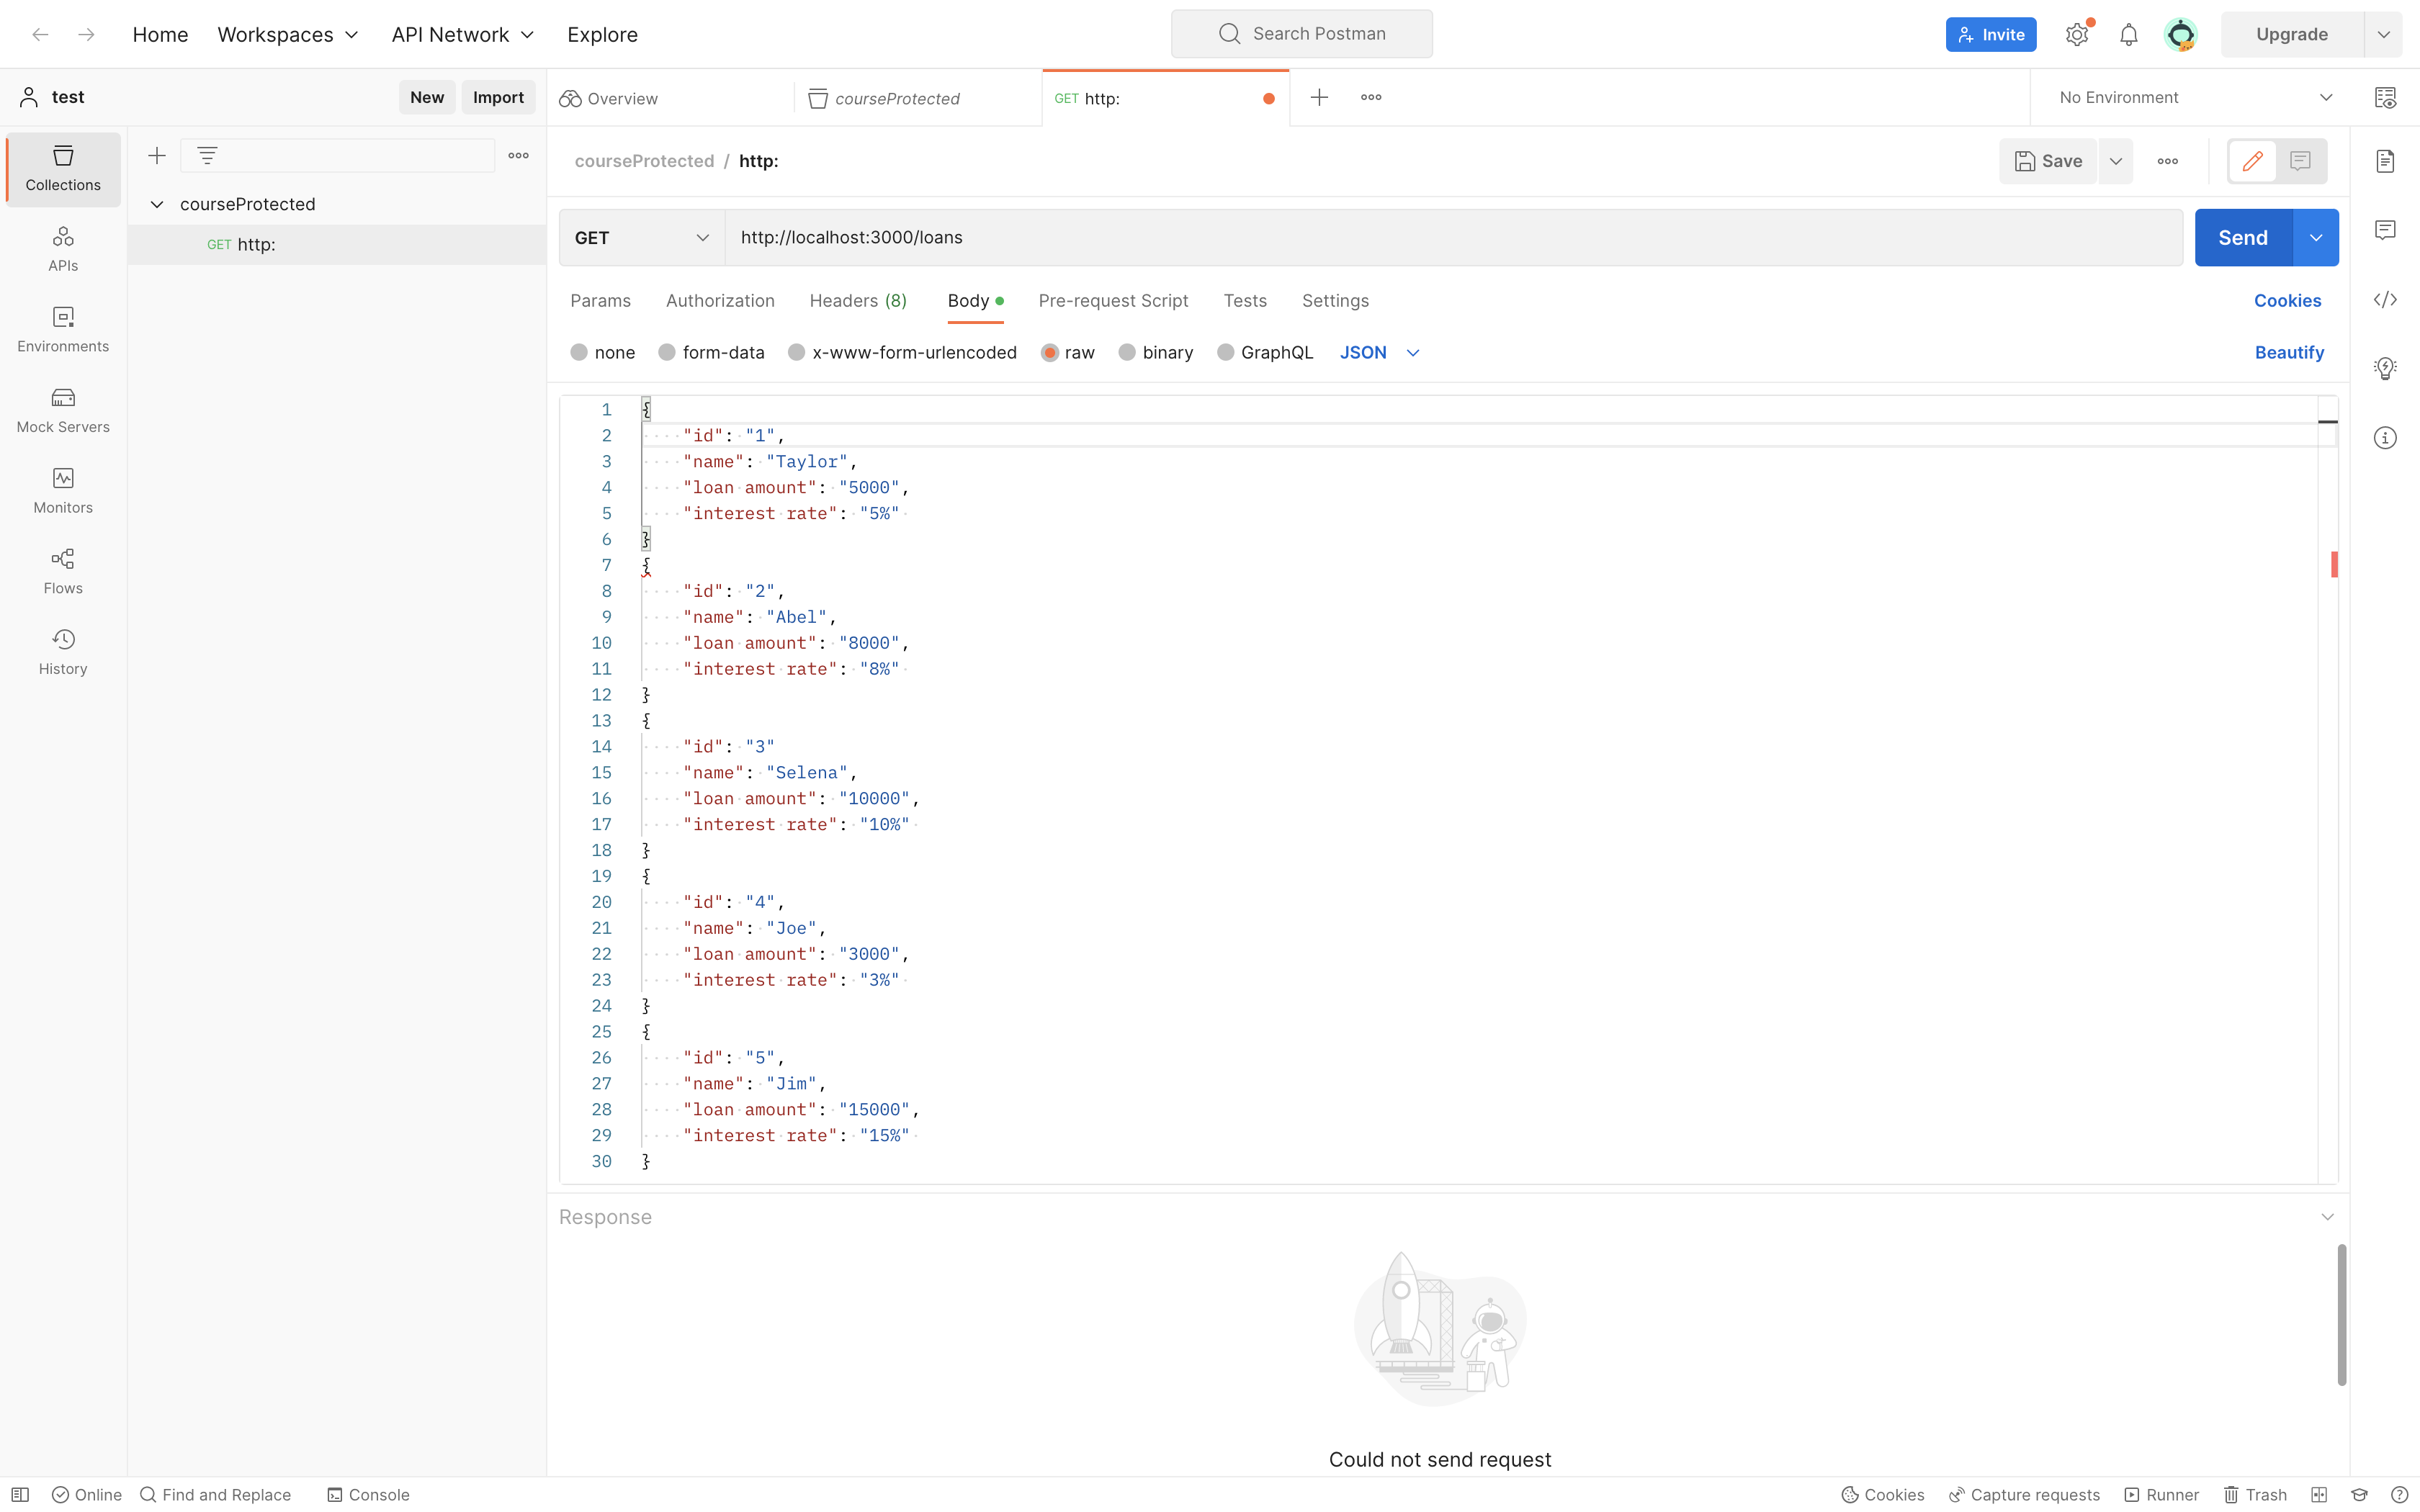 Home Workspaces API Network Explore Search Postman Invite Upgrade
test New Import Overview courseProtected GET http: No Environment
Collections
APIs
Environments
Mock Servers
Monitors
Flows
History
courseProtected
GET http:
courseProtected / http: Save
GET http://localhost:3000/loans Send
Params Authorization Headers (8) Body Pre-request Script Tests Settings Cookies
none form-data x-www-form-urlencoded raw binary GraphQL JSON Beautify
1 {
2 "id": "1",
3 "name": "Taylor",
4 "loan amount": "5000",
5 "interest rate": "5%"
6 }
7 {
8 "id": "2",
9 "name": "Abel",
10 "loan amount": "8000",
11 "interest rate": "8%"
12 }
13 {
14 "id": "3"
15 "name": "Selena",
16 "loan amount": "10000",
17 "interest rate": "10%"
18 }
19 {
20 "id": "4",
21 "name": "Joe",
22 "loan amount": "3000",
23 "interest rate": "3%"
24 }
25 {
26 "id": "5",
27 "name": "Jim",
28 "loan amount": "15000",
29 "interest rate": "15%"
30 }
Response
Could not send request
Online Find and Replace Console Cookies Capture requests Runner Trash